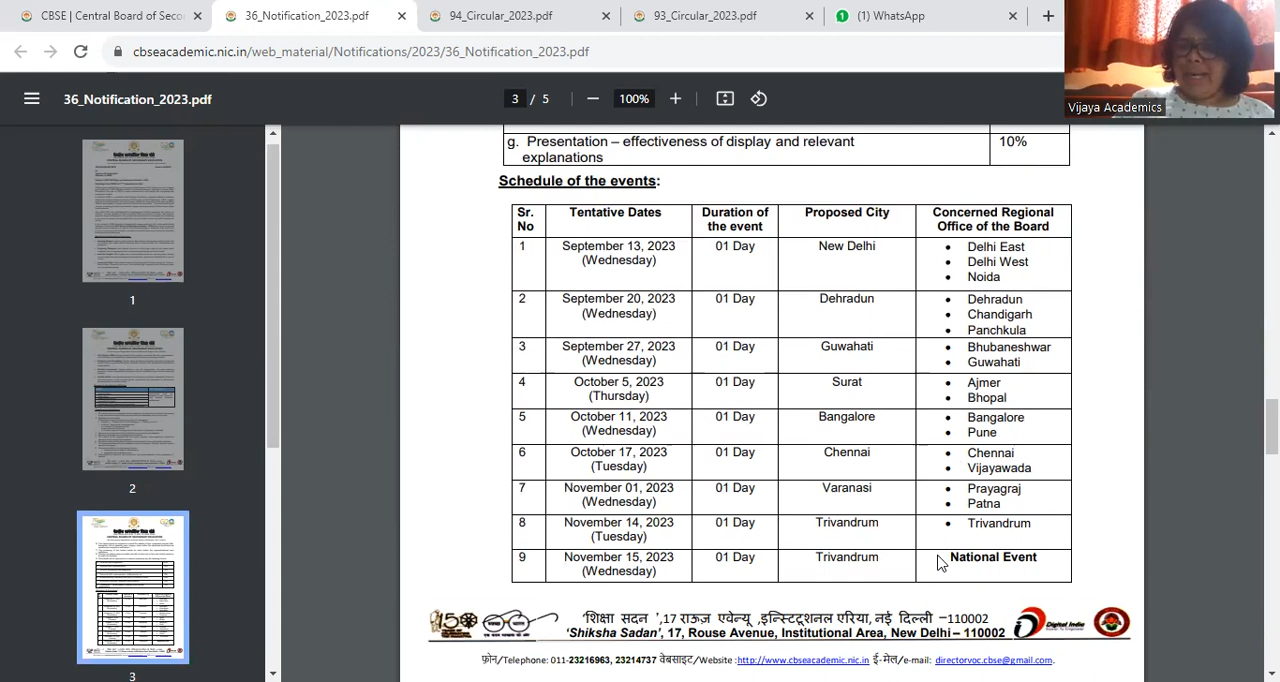 CBSE | Central Board of Seco
36_Notification_2023.pdf
94_Circular_2023.pdf
93_Circular_2023.pdf
(1) WhatsApp
cbseacademic.nic.in/web_material/Notifications/2023/36_Notification_2023.pdf
36_Notification_2023.pdf
3 / 5
100%
Vijaya Academics
g. Presentation – effectiveness of display and relevant 10%
explanations
Schedule of the events:
Sr. Tentative Dates Duration of Proposed City Concerned Regional
No the event Office of the Board
1 September 13, 2023 01 Day New Delhi • Delhi East
(Wednesday) • Delhi West
• Noida
2 September 20, 2023 01 Day Dehradun • Dehradun
(Wednesday) • Chandigarh
• Panchkula
3 September 27, 2023 01 Day Guwahati • Bhubaneshwar
(Wednesday) • Guwahati
4 October 5, 2023 01 Day Surat • Ajmer
(Thursday) • Bhopal
5 October 11, 2023 01 Day Bangalore • Bangalore
(Wednesday) • Pune
6 October 17, 2023 01 Day Chennai • Chennai
(Tuesday) • Vijayawada
7 November 01, 2023 01 Day Varanasi • Prayagraj
(Wednesday) • Patna
8 November 14, 2023 01 Day Trivandrum • Trivandrum
(Tuesday)
9 November 15, 2023 01 Day Trivandrum National Event
(Wednesday)
शिक्षा सदन ',17 राऊज़ एवेन्यू ,इन्स्टिटूशनल एरिया, नई दिल्ली –110002
'Shiksha Sadan', 17, Rouse Avenue, Institutional Area, New Delhi – 110002
फ़ोन/Telephone: 011-23216963, 23214737 वेबसाइट/Website :http://www.cbseacademic.nic.in ई-मेल/e-mail: directorvoc.cbse@gmail.com.
Digital India
1
2
3